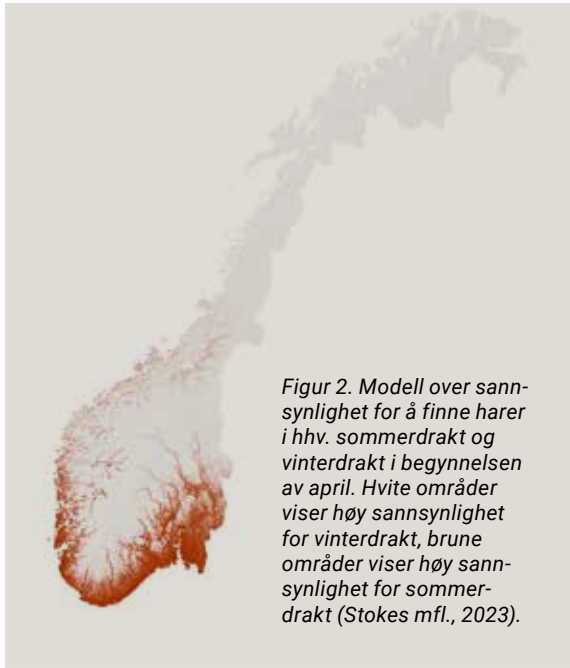 Figur 2. Modell over sann-
synlighet for å finne harer
i hhv. sommerdrakt og
vinterdrakt i begynnelsen
av april. Hvite områder
viser høy sannsynlighet
for vinterdrakt, brune
områder viser høy sann-
synlighet for sommer-
drakt (Stokes mfl., 2023).